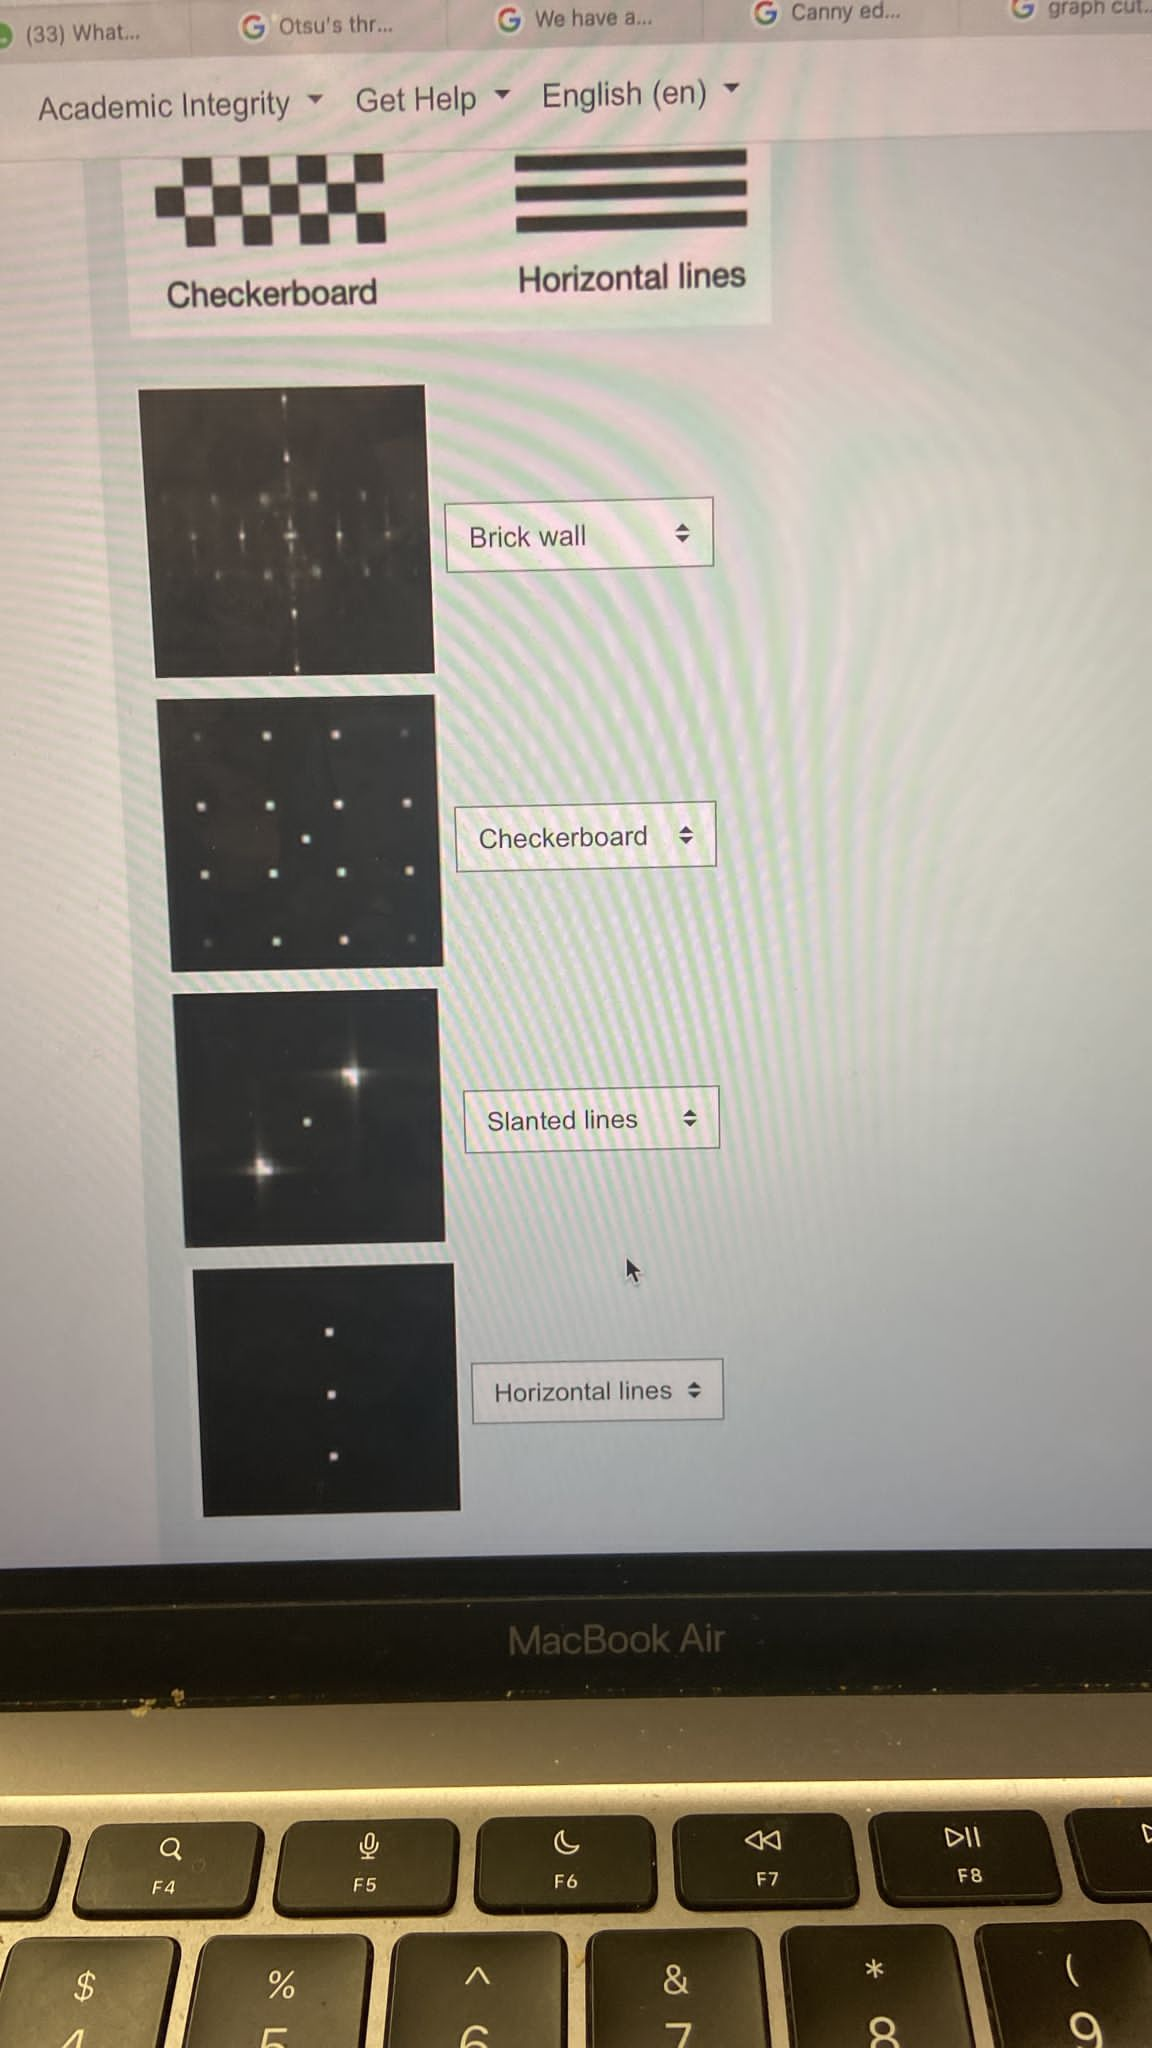 (33) What...
Otsu's thr...
We have a...
Canny ed...
graph cut...
Academic Integrity
Get Help
English (en)
Checkerboard
Horizontal lines
Brick wall
Checkerboard
Slanted lines
Horizontal lines
MacBook Air
F4
F5
F6
F7
F8
$
%
^
&
*
(
4
5
6
7
8
9